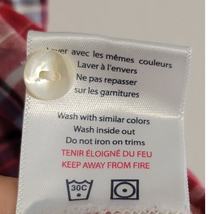 Laver avec les mêmes couleurs
Laver à l'envers
Ne pas repasser
sur les garnitures
Wash with similar colors
Wash inside out
Do not iron on trims
TENIR ÉLOIGNÉ DU FEU
KEEP AWAY FROM FIRE
30C